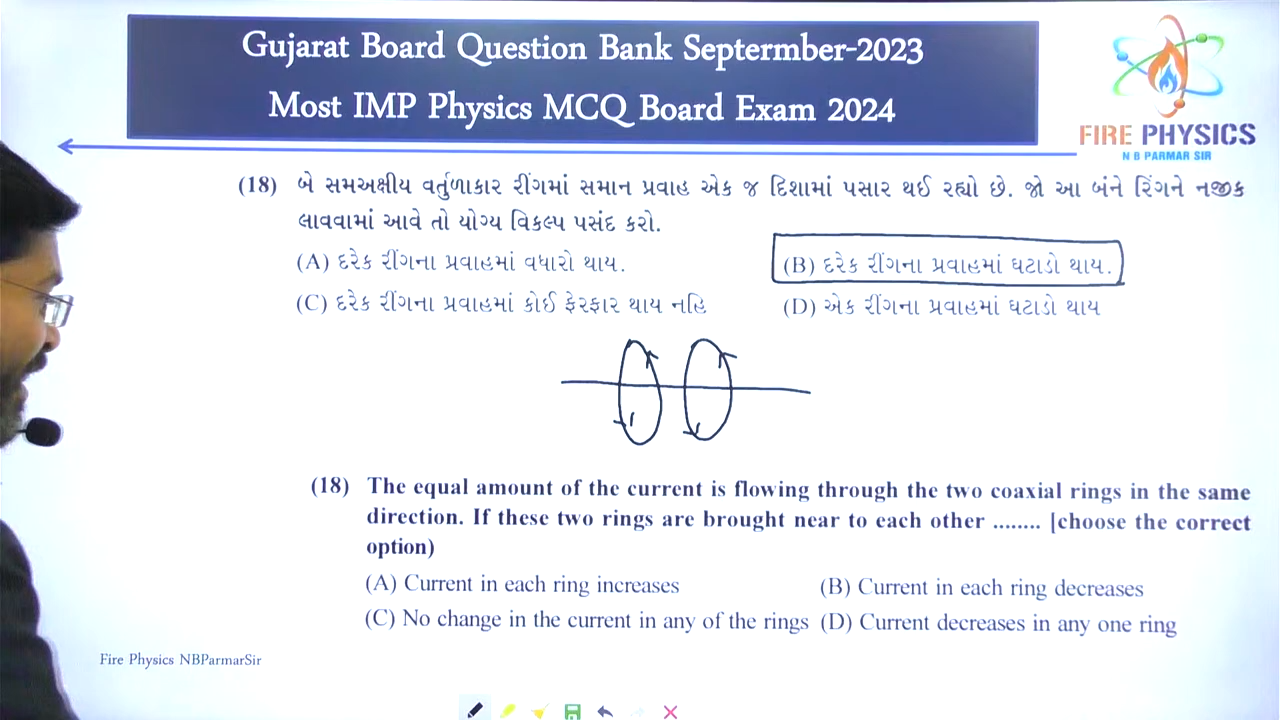 Gujarat Board Question Bank Septermber-2023
Most IMP Physics MCQ Board Exam 2024
FIRE PHYSICS
N B PARMAR SIR
(18) બે સમઅક્ષીય વર્તુળાકાર રીંગમાં સમાન પ્રવાહ એક જ દિશામાં પસાર થઈ રહ્યો છે. જો આ બંને રિંગને નજીક
લાવવામાં આવે તો યોગ્ય વિકલ્પ પસંદ કરો.
(A) દરેક રીંગના પ્રવાહમાં વધારો થાય.
(B) દરેક રીંગના પ્રવાહમાં ઘટાડો થાય.
(C) દરેક રીંગના પ્રવાહમાં કોઈ ફેરફાર થાય નહિ
(D) એક રીંગના પ્રવાહમાં ઘટાડો થાય
(18) The equal amount of the current is flowing through the two coaxial rings in the same
direction. If these two rings are brought near to each other ........ [choose the correct
option)
(A) Current in each ring increases
(B) Current in each ring decreases
(C) No change in the current in any of the rings
(D) Current decreases in any one ring
Fire Physics NBParmarSir